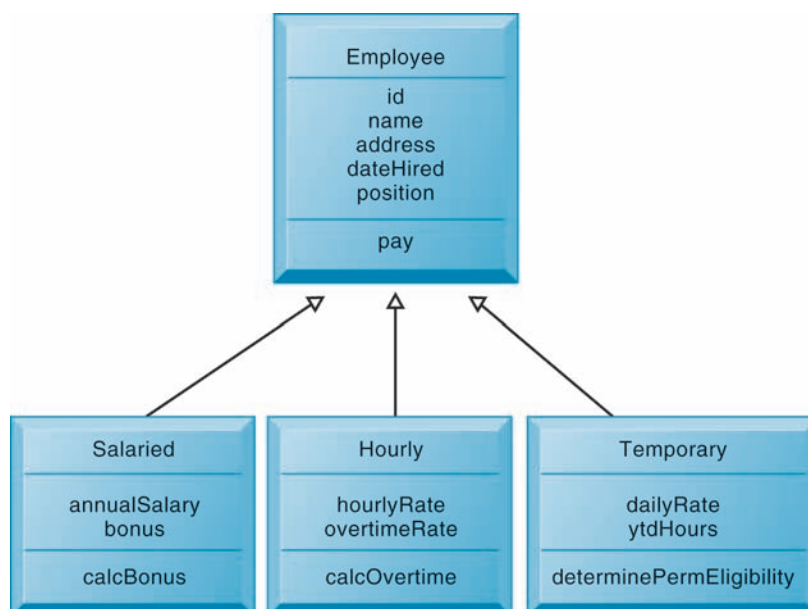 Employee
id
name
address
dateHired
position
pay
Salaried
annualSalary
bonus
calcBonus
Hourly
hourlyRate
overtimeRate
calcOvertime
Temporary
dailyRate
ytdHours
determinePermEligibility